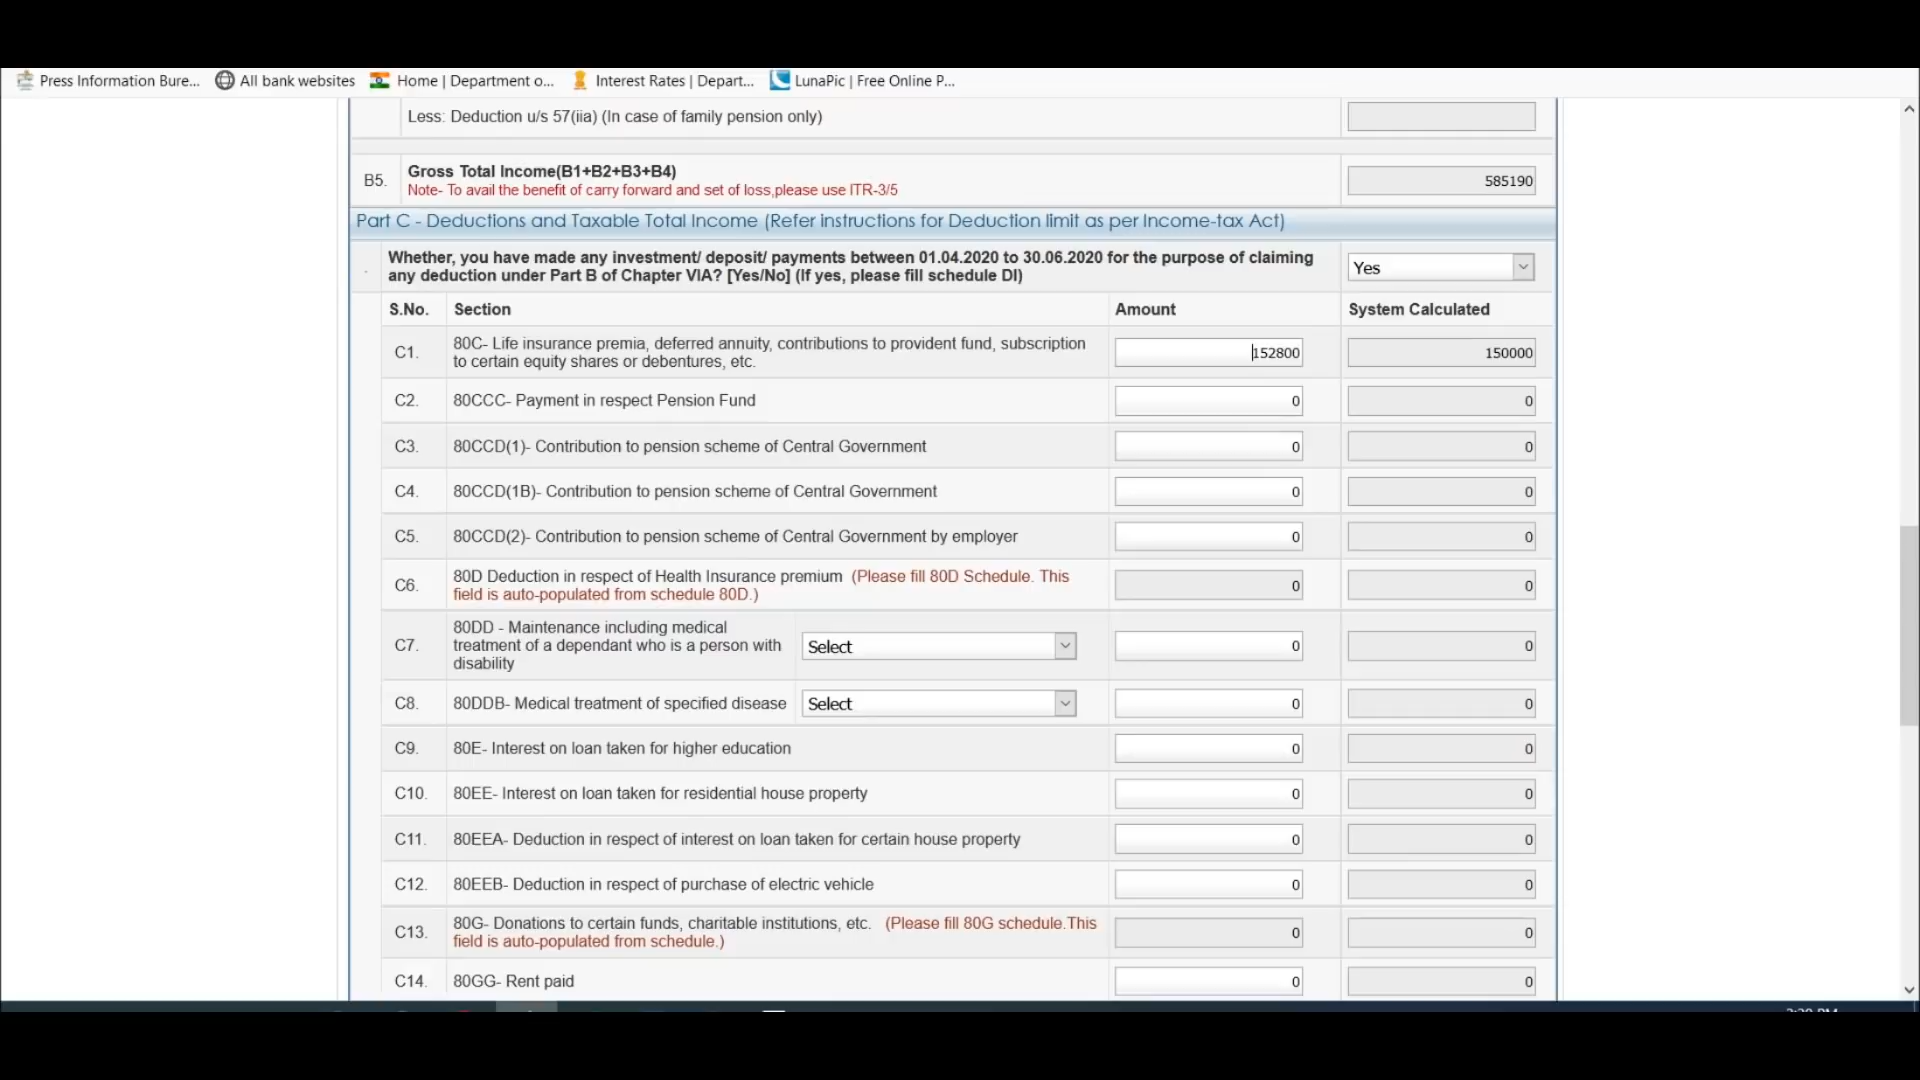 Press Information Bure... All bank websites Home | Department o... Interest Rates | Depart... LunaPic | Free Online P...
Less: Deduction u/s 57(iia) (In case of family pension only)
B5. Gross Total Income(B1+B2+B3+B4) 585190
Note- To avail the benefit of carry forward and set of loss,please use ITR-3/5
Part C - Deductions and Taxable Total Income (Refer instructions for Deduction limit as per Income-tax Act)
Whether, you have made any investment/ deposit/ payments between 01.04.2020 to 30.06.2020 for the purpose of claiming
any deduction under Part B of Chapter VIA? [Yes/No] (If yes, please fill schedule DI) Yes
S.No. Section Amount System Calculated
C1. 80C- Life insurance premia, deferred annuity, contributions to provident fund, subscription
to certain equity shares or debentures, etc. 152800 150000
C2. 80CCC- Payment in respect Pension Fund 0 0
C3. 80CCD(1)- Contribution to pension scheme of Central Government 0 0
C4. 80CCD(1B)- Contribution to pension scheme of Central Government 0 0
C5. 80CCD(2)- Contribution to pension scheme of Central Government by employer 0 0
C6. 80D Deduction in respect of Health Insurance premium (Please fill 80D Schedule. This
field is auto-populated from schedule 80D.) 0 0
C7. 80DD - Maintenance including medical
treatment of a dependant who is a person with
disability Select 0 0
C8. 80DDB- Medical treatment of specified disease Select 0 0
C9. 80E- Interest on loan taken for higher education 0 0
C10. 80EE- Interest on loan taken for residential house property 0 0
C11. 80EEA- Deduction in respect of interest on loan taken for certain house property 0 0
C12. 80EEB- Deduction in respect of purchase of electric vehicle 0 0
C13. 80G- Donations to certain funds, charitable institutions, etc. (Please fill 80G schedule.This
field is auto-populated from schedule.) 0 0
C14. 80GG- Rent paid 0 0